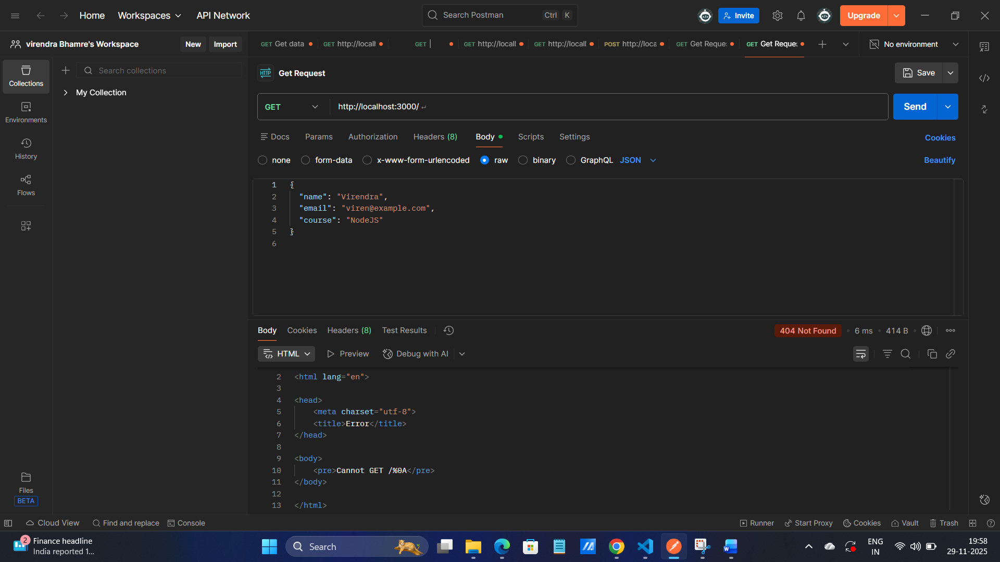 Home Workspaces API Network Search Postman Ctrl K Invite Upgrade
virendra Bhamre's Workspace New Import
GET Get data GET http://locall GET GET http://locall GET http://locall POST http://loca GET Get Reque GET Get Reque No environment
Collections
Environments
History
Flows
Files
BETA
Search collections
My Collection
HTTP Get Request Save
GET http://localhost:3000/ ↵ Send
Docs Params Authorization Headers (8) Body Scripts Settings Cookies
none form-data x-www-form-urlencoded raw binary GraphQL JSON Beautify
1 {
2 "name": "Virendra",
3 "email": "viren@example.com",
4 "course": "NodeJS"
5 }
6
Body Cookies Headers (8) Test Results 404 Not Found • 6 ms • 414 B
HTML Preview Debug with AI
2 <html lang="en">
3
4 <head>
5 <meta charset="utf-8">
6 <title>Error</title>
7 </head>
8
9 <body>
10 <pre>Cannot GET /%0A</pre>
11 </body>
12
13 </html>
Cloud View Find and replace Console Runner Start Proxy Cookies Vault Trash
2 Finance headline
India reported 1...
Search
W
ENG
IN
19:58
29-11-2025